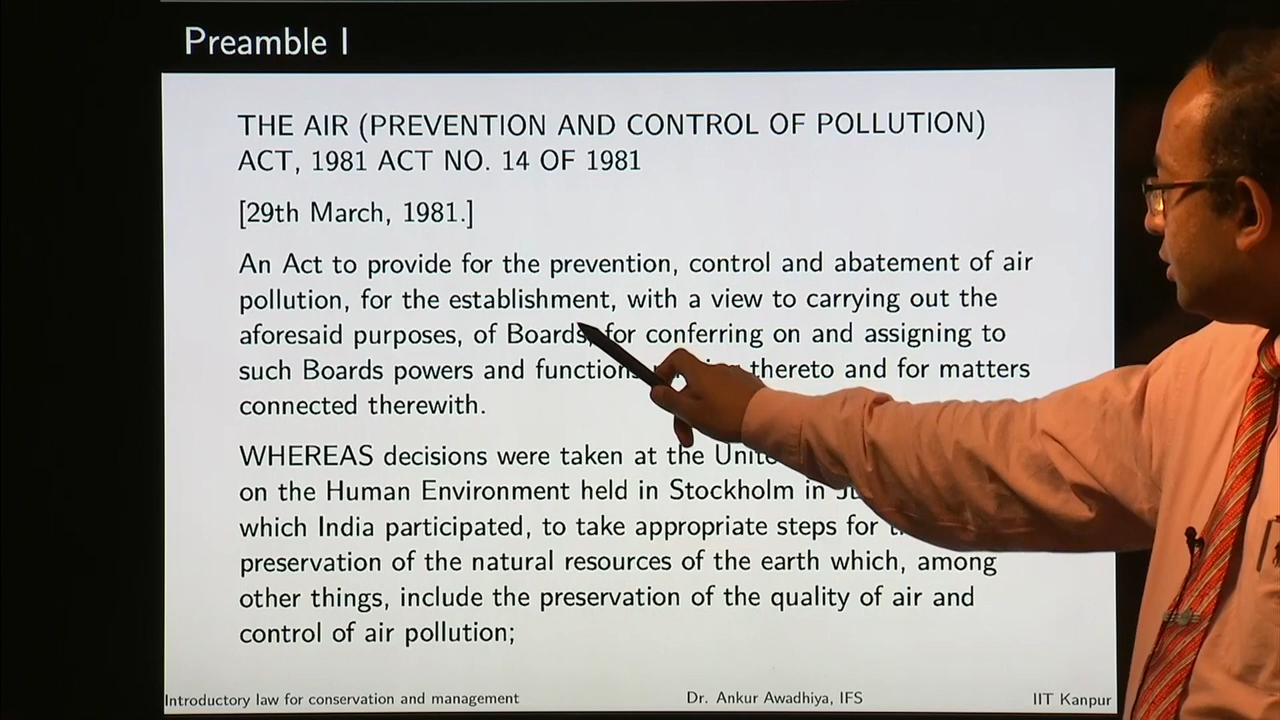 Preamble I
THE AIR (PREVENTION AND CONTROL OF POLLUTION)
ACT, 1981 ACT NO. 14 OF 1981
[29th March, 1981.]
An Act to provide for the prevention, control and abatement of air
pollution, for the establishment, with a view to carrying out the
aforesaid purposes, of Boards, for conferring on and assigning to
such Boards powers and functions thereto and for matters
connected therewith.
WHEREAS decisions were taken at the
on the Human Environment held in Stockholm in
which India participated, to take appropriate steps for
preservation of the natural resources of the earth which, among
other things, include the preservation of the quality of air and
control of air pollution;
Introductory law for conservation and management Dr. Ankur Awadhiya, IFS IIT Kanpur